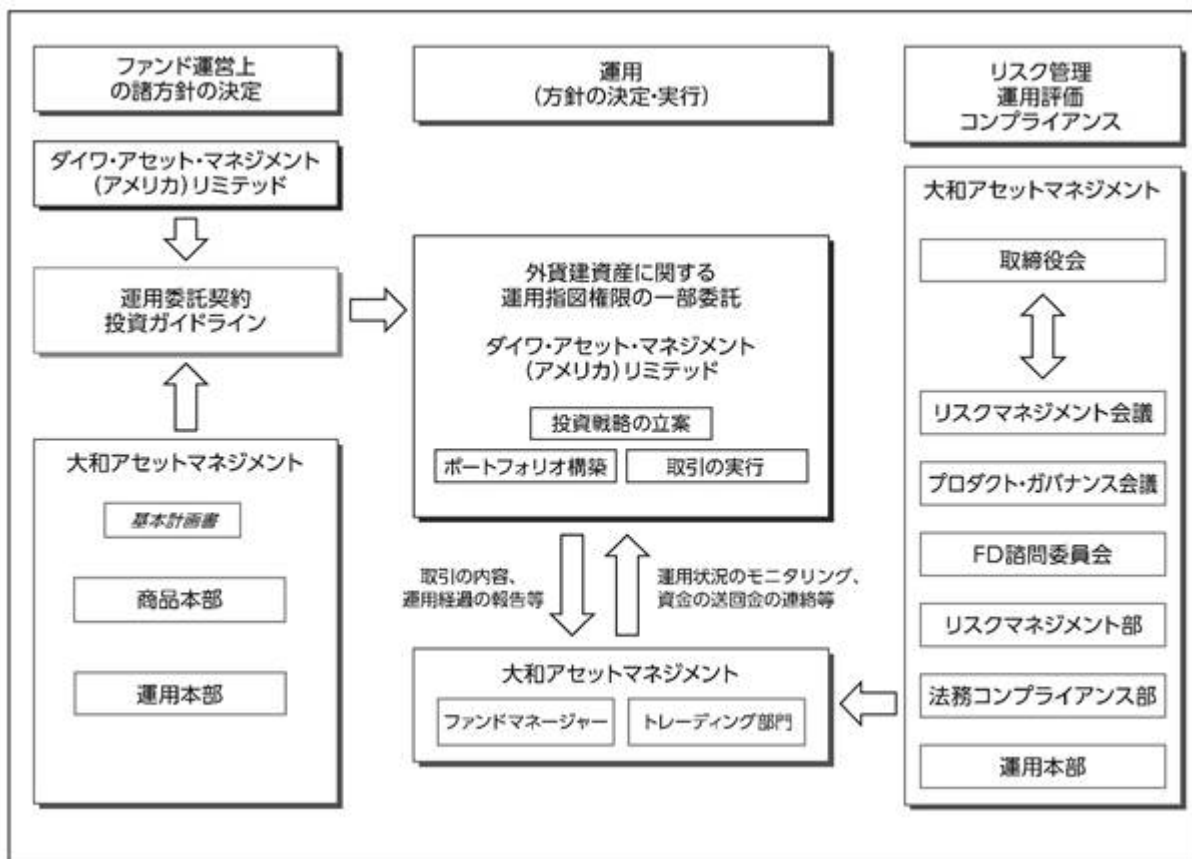 ファンド運営上
の諸方針の決定
ダイワ・アセット・マネジメント
(アメリカ)リミテッド
運用委託契約
投資ガイドライン
大和アセットマネジメント
基本計画書
商品本部
運用本部
運用
(方針の決定・実行)
外貨建資産に関する
運用指図権限の一部委託
ダイワ・アセット・マネジメント
(アメリカ)リミテッド
投資戦略の立案
ポートフォリオ構築
取引の実行
取引の内容、
運用経過の報告等
運用状況のモニタリング、
資金の送回金の連絡等
大和アセットマネジメント
ファンドマネージャー
トレーディング部門
リスク管理
運用評価
コンプライアンス
大和アセットマネジメント
取締役会
リスクマネジメント会議
プロダクト・ガバナンス会議
FD諮問委員会
リスクマネジメント部
法務コンプライアンス部
運用本部